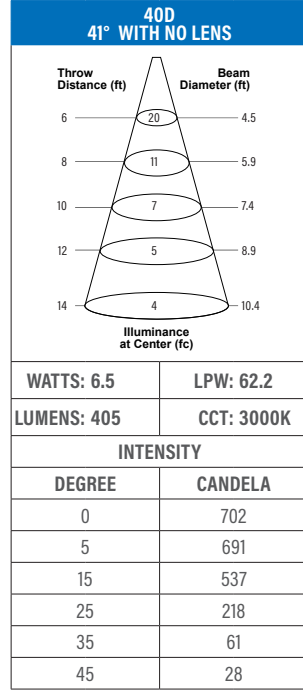 40D
41° WITH NO LENS
Throw Beam
Distance (ft) Diameter (ft)
6 20 4.5
8 11 5.9
10 7 7.4
12 5 8.9
14 4 10.4
Illuminance
at Center (fc)
WATTS: 6.5 LPW: 62.2
LUMENS: 405 CCT: 3000K
INTENSITY
DEGREE CANDELA
0 702
5 691
15 537
25 218
35 61
45 28